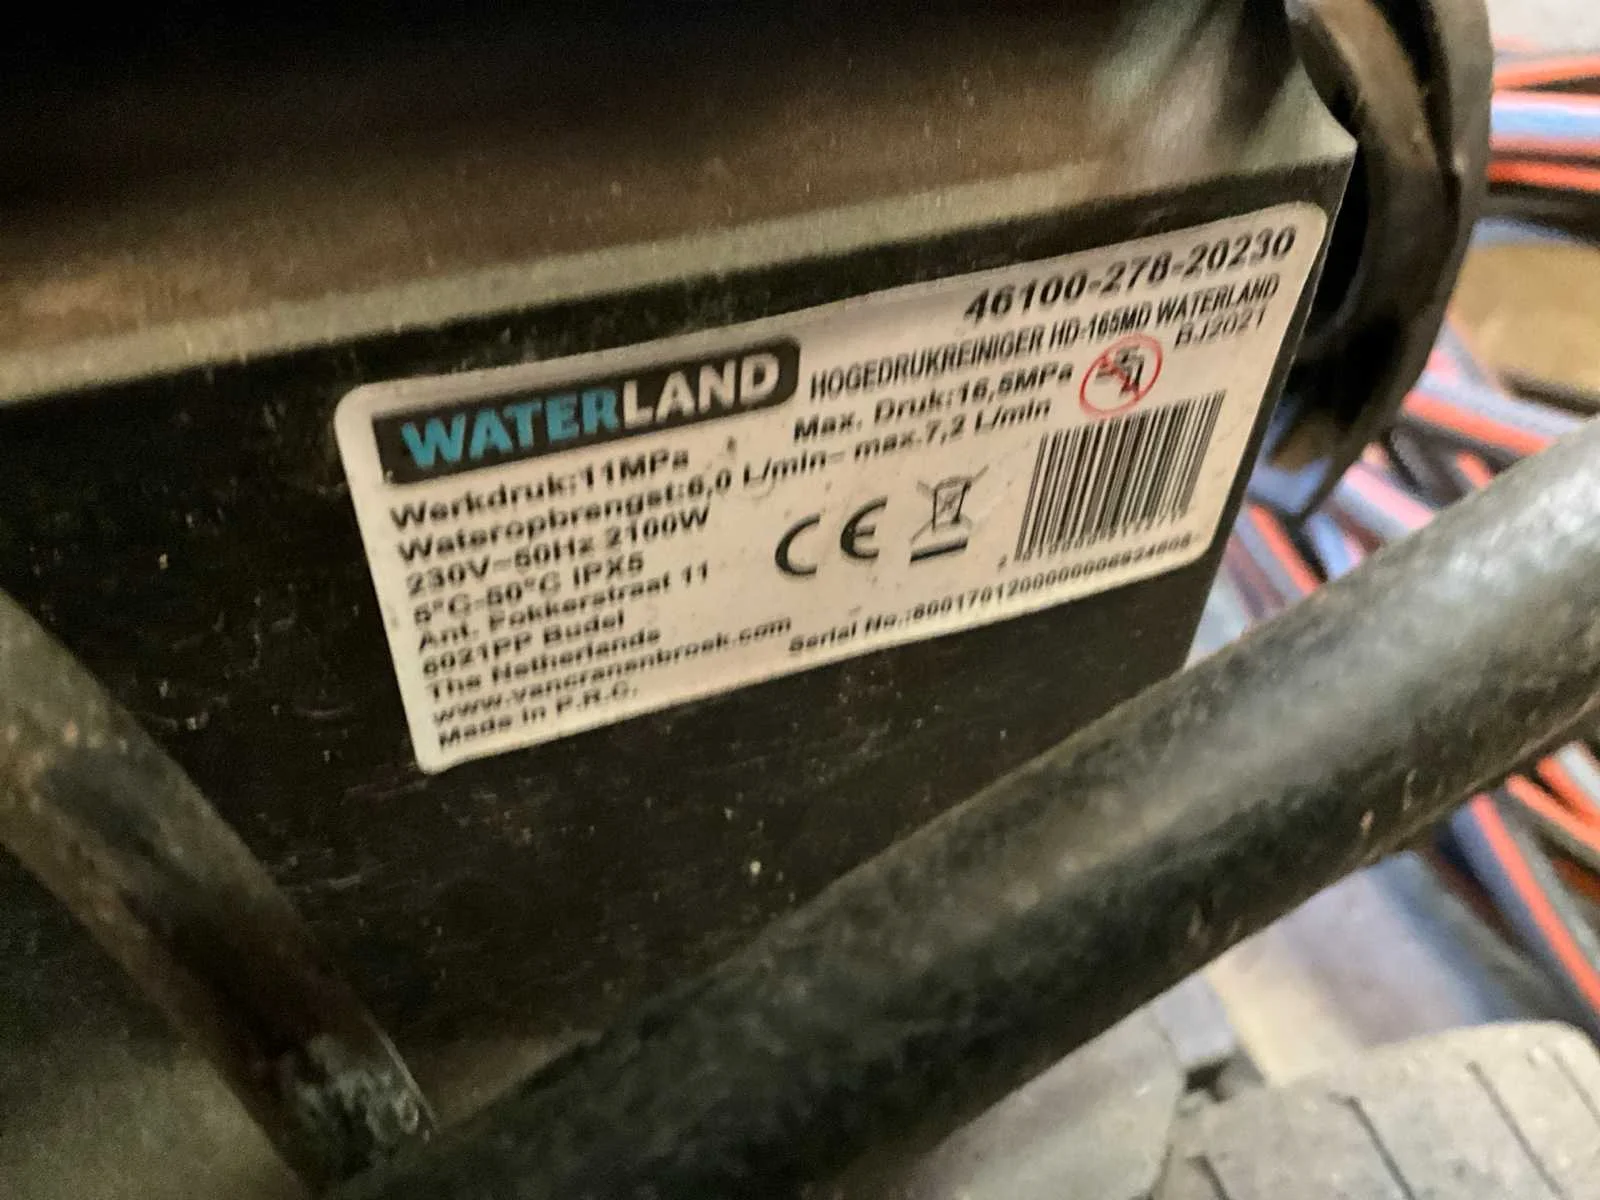 46100-278-20230
HOGEDRUKREINIGER HD-165MD WATERLAND
BJ2021
WATERLAND
Werkdruk:11MPa
Max. Druk:16,5MPa
Wateropbrengst:6,0 L/min- max.7,2 L/min
230V~50Hz 2100W
5°C-50°C IPX5
CE
Ant. Fokkerstraat 11
6021PP Budel
The Netherlands
www.vancranenbroek.com
Made in P.R.C.
Serial No.: